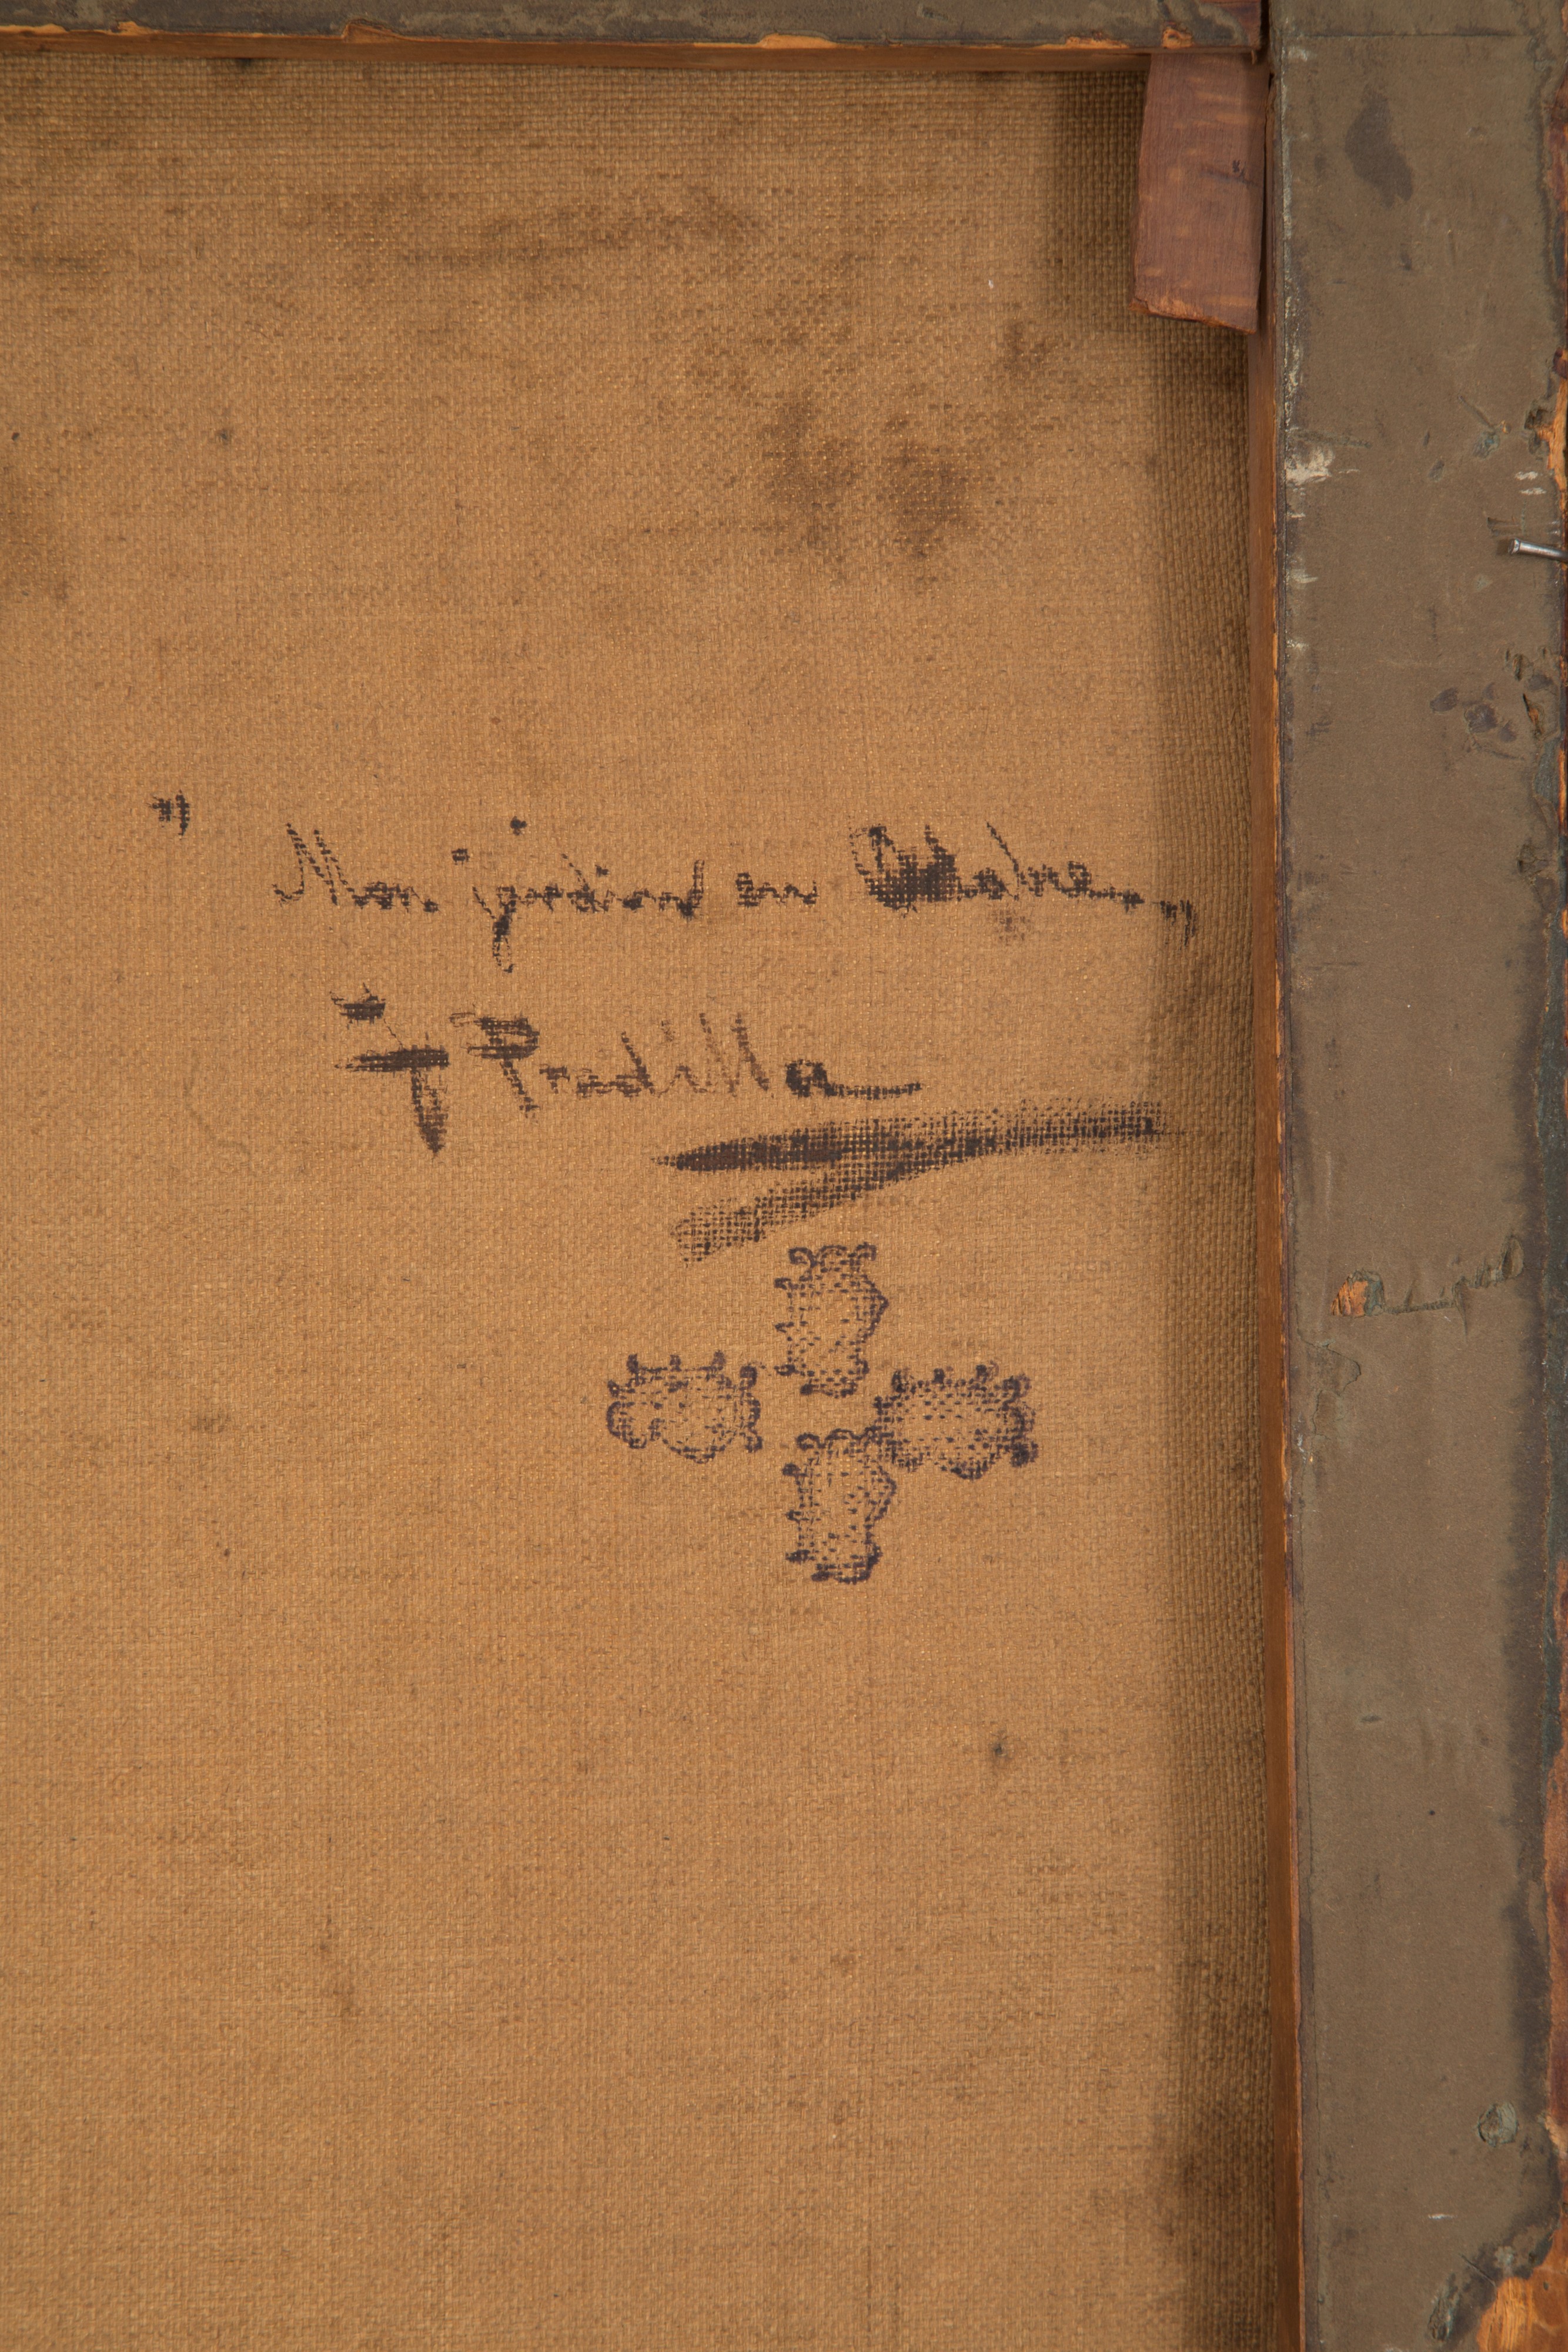 " Mon jardin en Octobre „
F Pradilla